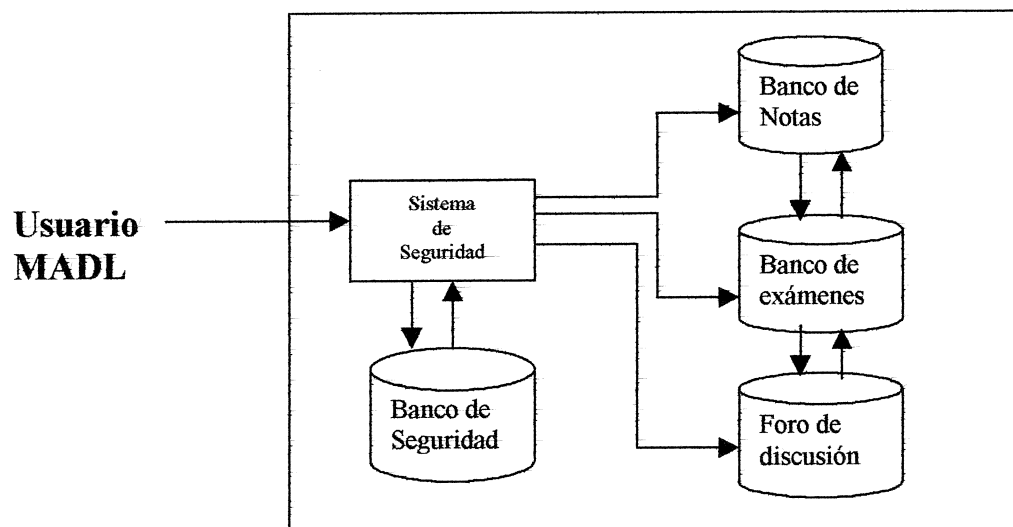 Usuario
MADL
Sistema
de
Seguridad
Banco de
Seguridad
Banco de
Notas
Banco de
exámenes
Foro de
discusión